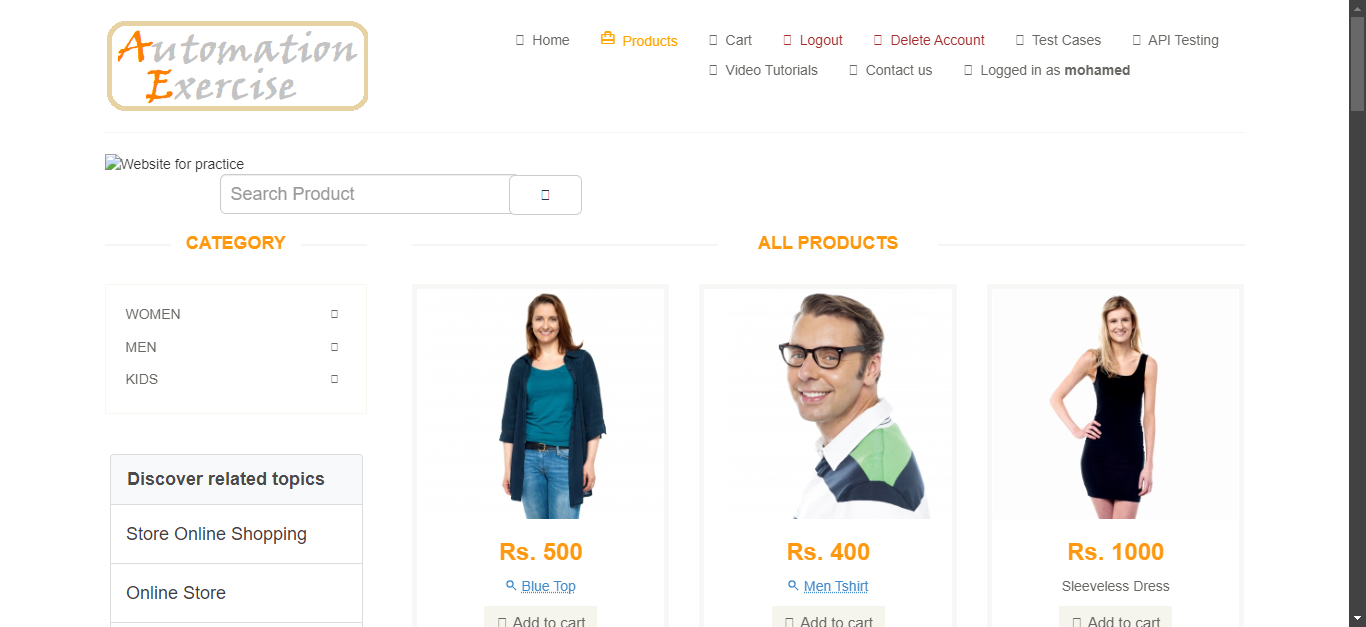 Automation
Exercise
Home Products Cart Logout Delete Account Test Cases API Testing
Video Tutorials Contact us Logged in as mohamed
Website for practice
Search Product
CATEGORY
ALL PRODUCTS
WOMEN
MEN
KIDS
Discover related topics
Store Online Shopping
Online Store
Rs. 500
Blue Top
Add to cart
Rs. 400
Men Tshirt
Add to cart
Rs. 1000
Sleeveless Dress
Add to cart